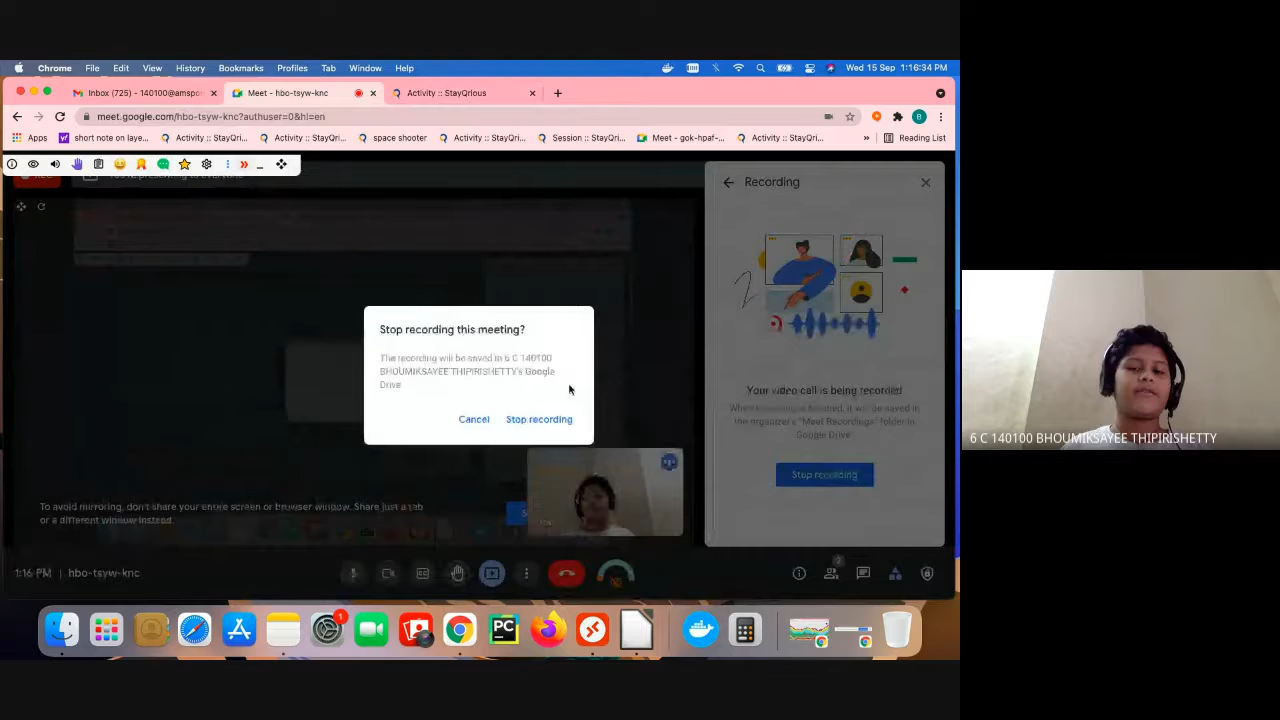 Chrome File Edit View History Bookmarks Profiles Tab Window Help Wed 15 Sep 1:16:34 PM
Inbox (725) - 140100@amspo Meet - hbo-tsyw-knc Activity :: StayQrious
meet.google.com/hbo-tsyw-knc?authuser=0&hl=en
Apps short note on laye... Activity :: StayQri... Activity :: StayQri... space shooter Activity :: StayQri... Session :: StayQri... Meet - gok-hpaf-... Activity :: StayQri... » Reading List
Recording
2
Stop recording this meeting?
The recording will be saved in 6 C 140100
BHOUMIKSAYEE THIPIRISHETTY's Google
Drive
Cancel Stop recording
Your video call is being recorded
When recording is finished, it will be saved in
the organizer's "Meet Recordings" folder in
Google Drive
Stop recording
To avoid mirroring, don't share your entire screen or browser window. Share just a tab
or a different window instead.
1:16 PM | hbo-tsyw-knc
2
1
PC
6 C 140100 BHOUMIKSAYEE THIPIRISHETTY